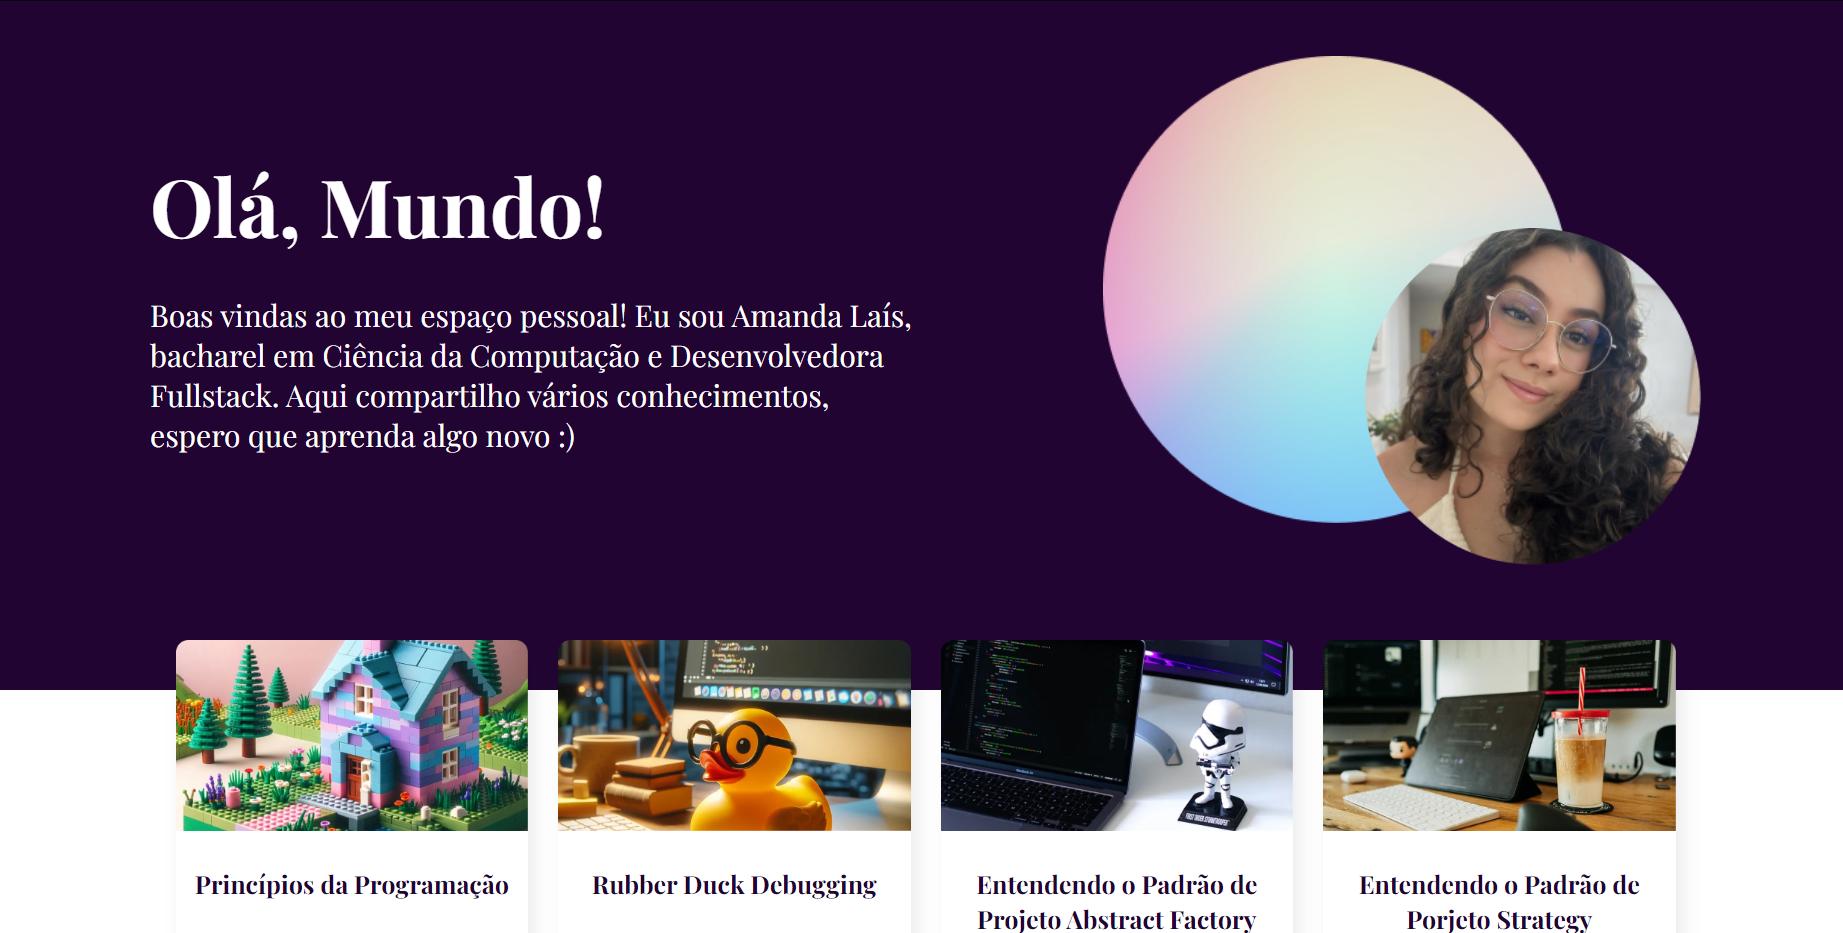 Olá, Mundo!
Boas vindas ao meu espaço pessoal! Eu sou Amanda Laís,
bacharel em Ciência da Computação e Desenvolvedora
Fullstack. Aqui compartilho vários conhecimentos,
espero que aprenda algo novo :)
Princípios da Programação
Rubber Duck Debugging
Entendendo o Padrão de
Projeto Abstract Factory
Entendendo o Padrão de
Porjeto Strategy